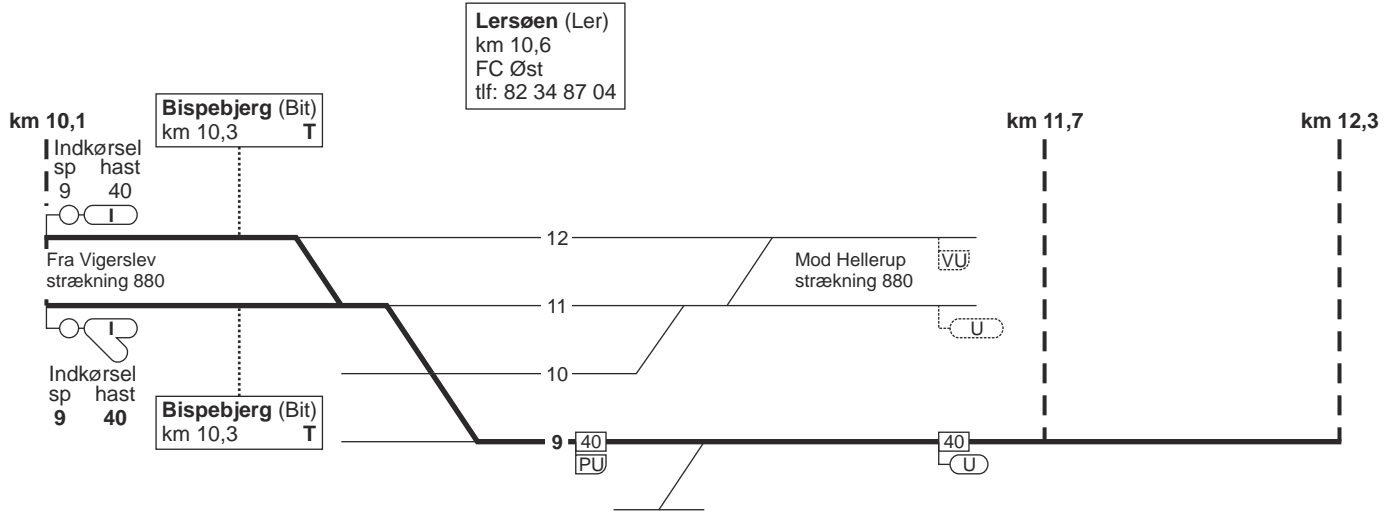 Lersøen (Ler)
km 10,6
FC Øst
tlf: 82 34 87 04
km 10,1
Bispebjerg (Bit)
km 10,3 T
km 11,7
km 12,3
Indkørsel
sp hast
9 40
I
12
Fra Vigerslev
strækning 880
Mod Hellerup
strækning 880
VU
11
I
U
Indkørsel
sp hast
9 40
10
Bispebjerg (Bit)
km 10,3 T
9 40
40
PU
U